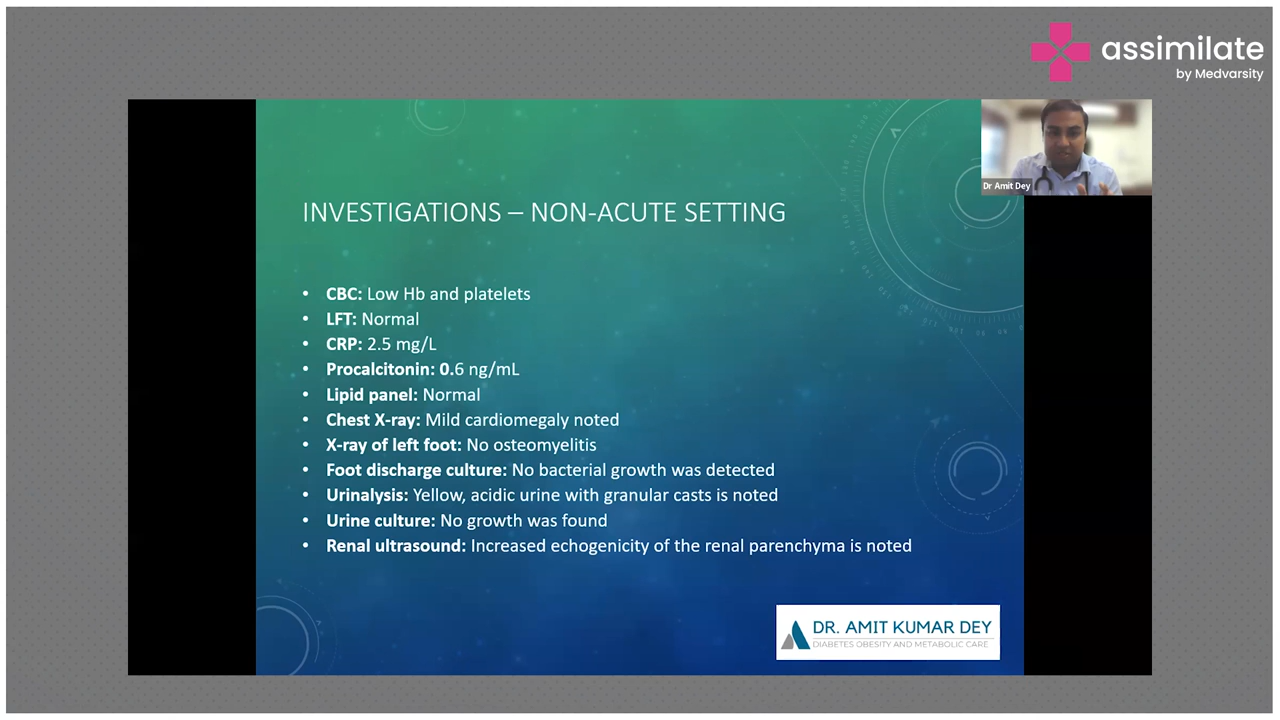 assimilate
by Medvarsity
Dr Amit Dey
INVESTIGATIONS – NON-ACUTE SETTING
• CBC: Low Hb and platelets
• LFT: Normal
• CRP: 2.5 mg/L
• Procalcitonin: 0.6 ng/mL
• Lipid panel: Normal
• Chest X-ray: Mild cardiomegaly noted
• X-ray of left foot: No osteomyelitis
• Foot discharge culture: No bacterial growth was detected
• Urinalysis: Yellow, acidic urine with granular casts is noted
• Urine culture: No growth was found
• Renal ultrasound: Increased echogenicity of the renal parenchyma is noted
DR. AMIT KUMAR DEY
DIABETES OBESITY AND METABOLIC CARE